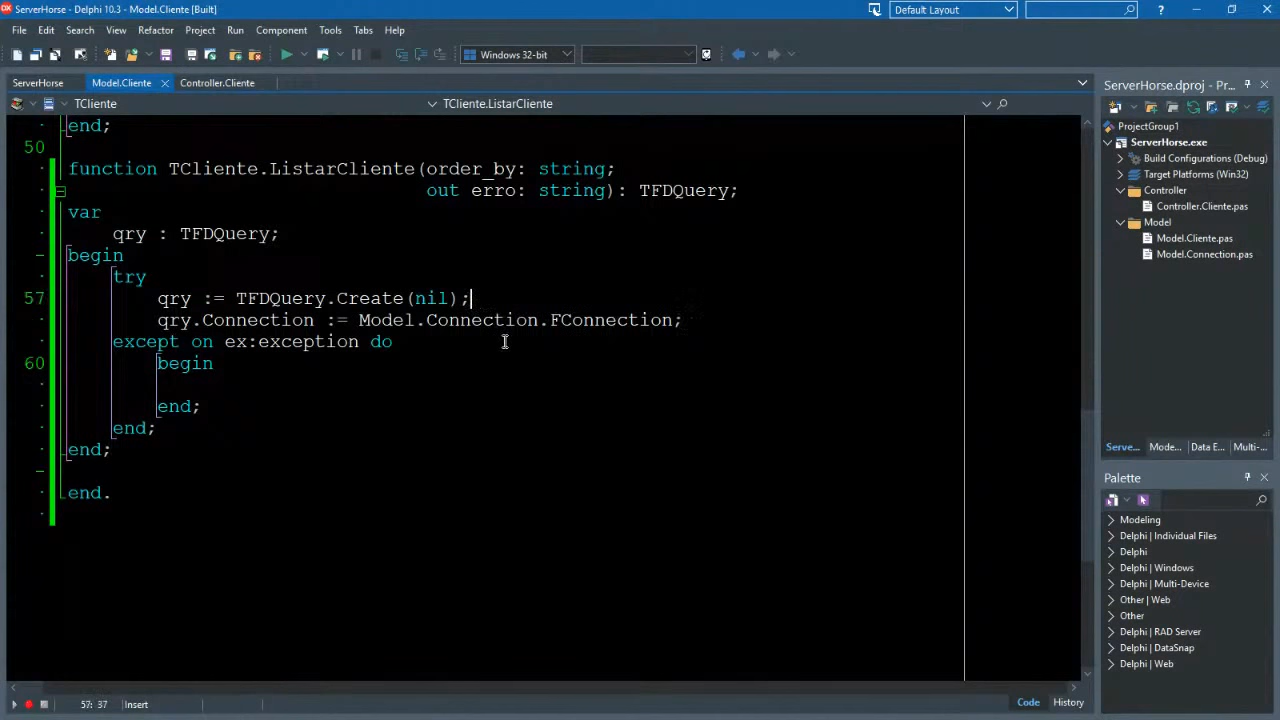 ServerHorse - Delphi 10.3 - Model.Cliente [Built]
Default Layout
File Edit Search View Refactor Project Run Component Tools Tabs Help
Windows 32-bit
ServerHorse Model.Cliente Controller.Cliente
ServerHorse.dproj - Pr...
TCliente TCliente.ListarCliente
ProjectGroup1
ServerHorse.exe
Build Configurations (Debug)
Target Platforms (Win32)
Controller
Controller.Cliente.pas
Model
Model.Cliente.pas
Model.Connection.pas
end;
50
function TCliente.ListarCliente(order_by: string;
out erro: string): TFDQuery;
var
qry : TFDQuery;
begin
try
57 qry := TFDQuery.Create(nil);
qry.Connection := Model.Connection.FConnection;
except on ex:exception do
60 begin
end;
end;
end;
end.
Serve... Mode... Data E... Multi-...
Palette
Modeling
Delphi | Individual Files
Delphi
Delphi | Windows
Delphi | Multi-Device
Other | Web
Other
Delphi | RAD Server
Delphi | DataSnap
Delphi | Web
57: 37 Insert
Code History